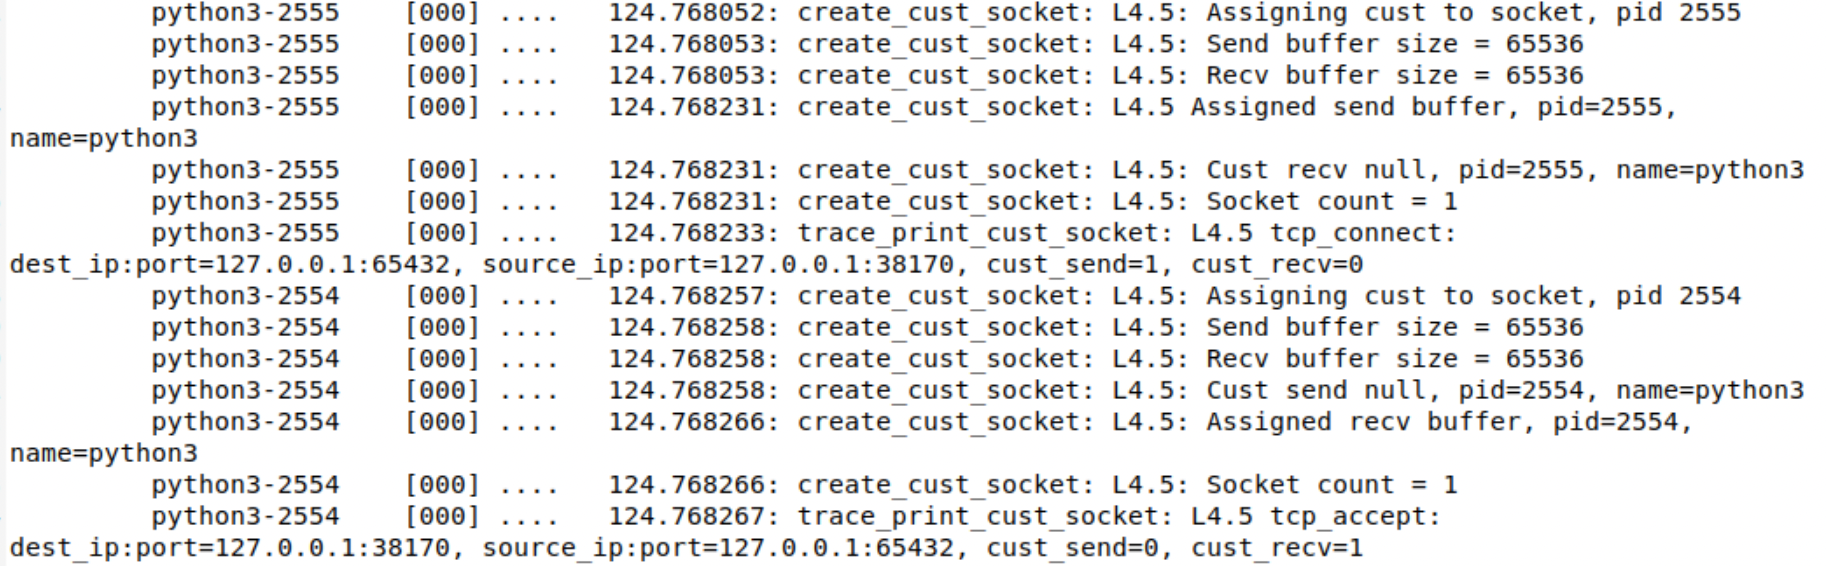 python3-2555 [000] .... 124.768052: create_cust_socket: L4.5: Assigning cust to socket, pid 2555
python3-2555 [000] .... 124.768053: create_cust_socket: L4.5: Send buffer size = 65536
python3-2555 [000] .... 124.768053: create_cust_socket: L4.5: Recv buffer size = 65536
python3-2555 [000] .... 124.768231: create_cust_socket: L4.5 Assigned send buffer, pid=2555,
name=python3
python3-2555 [000] .... 124.768231: create_cust_socket: L4.5: Cust recv null, pid=2555, name=python3
python3-2555 [000] .... 124.768231: create_cust_socket: L4.5: Socket count = 1
python3-2555 [000] .... 124.768233: trace_print_cust_socket: L4.5 tcp_connect:
dest_ip:port=127.0.0.1:65432, source_ip:port=127.0.0.1:38170, cust_send=1, cust_recv=0
python3-2554 [000] .... 124.768257: create_cust_socket: L4.5: Assigning cust to socket, pid 2554
python3-2554 [000] .... 124.768258: create_cust_socket: L4.5: Send buffer size = 65536
python3-2554 [000] .... 124.768258: create_cust_socket: L4.5: Recv buffer size = 65536
python3-2554 [000] .... 124.768258: create_cust_socket: L4.5: Cust send null, pid=2554, name=python3
python3-2554 [000] .... 124.768266: create_cust_socket: L4.5: Assigned recv buffer, pid=2554,
name=python3
python3-2554 [000] .... 124.768266: create_cust_socket: L4.5: Socket count = 1
python3-2554 [000] .... 124.768267: trace_print_cust_socket: L4.5 tcp_accept:
dest_ip:port=127.0.0.1:38170, source_ip:port=127.0.0.1:65432, cust_send=0, cust_recv=1